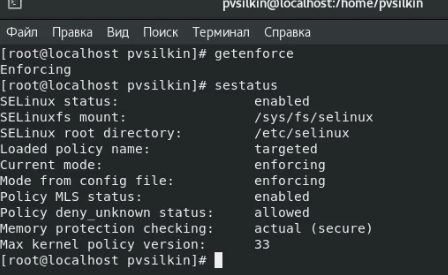 pvsilkin@localhost:/home/pvsilkin
Файл Правка Вид Поиск Терминал Справка
[root@localhost pvsilkin]# getenforce
Enforcing
[root@localhost pvsilkin]# sestatus
SELinux status: enabled
SELinuxfs mount: /sys/fs/selinux
SELinux root directory: /etc/selinux
Loaded policy name: targeted
Current mode: enforcing
Mode from config file: enforcing
Policy MLS status: enabled
Policy deny_unknown status: allowed
Memory protection checking: actual (secure)
Max kernel policy version: 33
[root@localhost pvsilkin]#